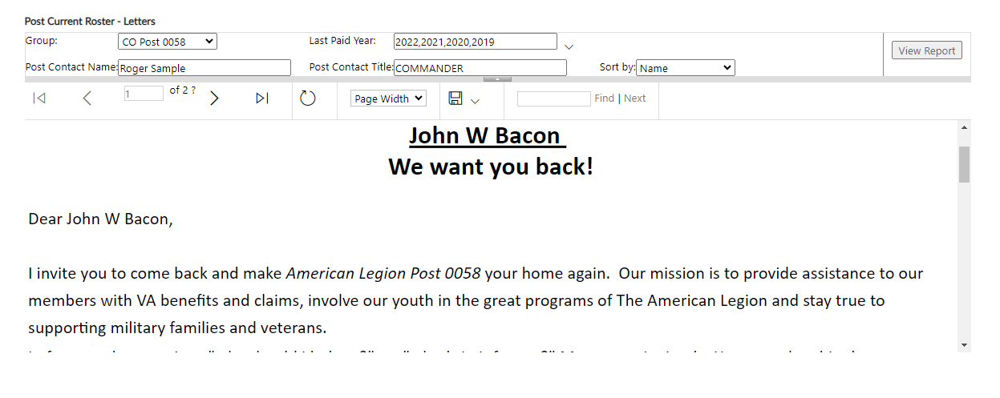 Post Current Roster - Letters
Group: CO Post 0058 Last Paid Year: 2022,2021,2020,2019
View Report
Post Contact Name: Roger Sample Post Contact Title: COMMANDER Sort by: Name
1 of 2 ? Page Width Find | Next
John W Bacon
We want you back!
Dear John W Bacon,
I invite you to come back and make American Legion Post 0058 your home again. Our mission is to provide assistance to our
members with VA benefits and claims, involve our youth in the great programs of The American Legion and stay true to
supporting military families and veterans.